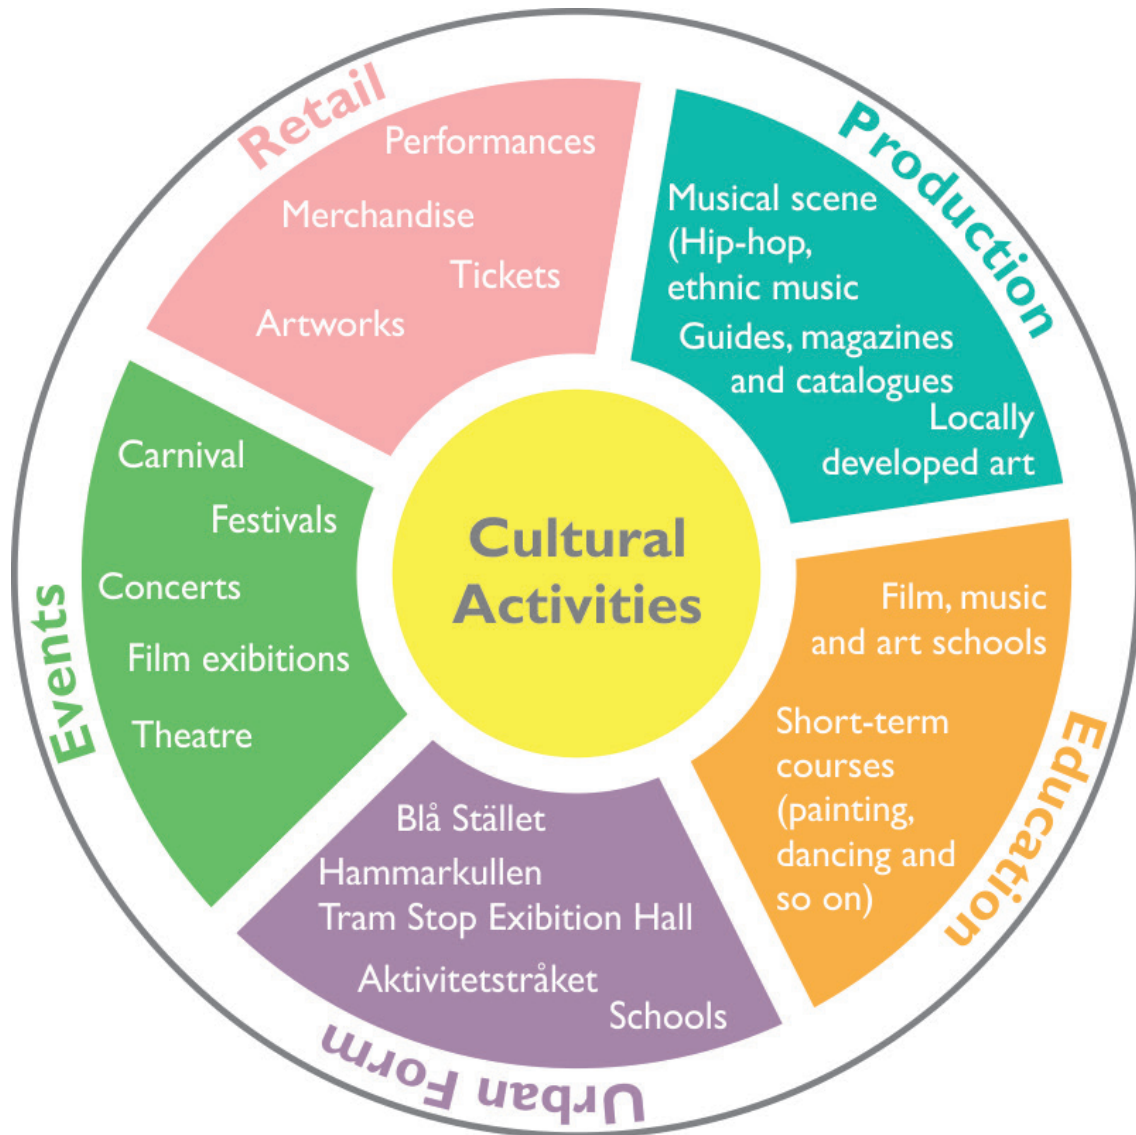 Retail
Performances
Merchandise
Tickets
Artworks
Production
Musical scene
(Hip-hop,
ethnic music
Guides, magazines
and catalogues
Locally
developed art
Cultural
Activities
Events
Carnival
Festivals
Concerts
Film exibitions
Theatre
Education
Film, music
and art schools
Short-term
courses
(painting,
dancing and
so on)
Urban Form
Blå Stället
Hammarkullen
Tram Stop Exibition Hall
Aktivitetstråket
Schools